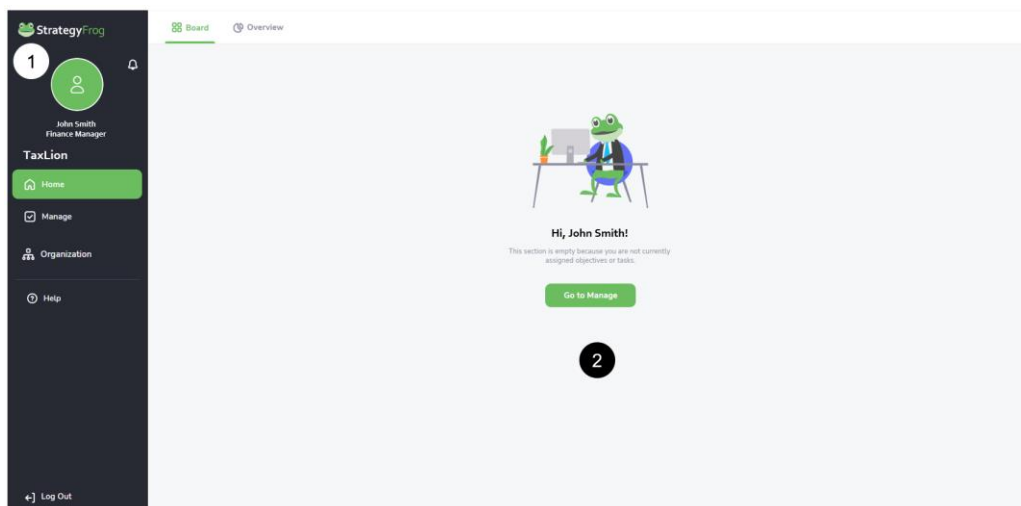 StrategyFrog
1
John Smith
Finance Manager
TaxLion
Home
Manage
Organization
Help
Log Out
Board
Overview
Hi, John Smith!
This section is empty because you are not currently
assigned objectives or tasks.
Go to Manage
2